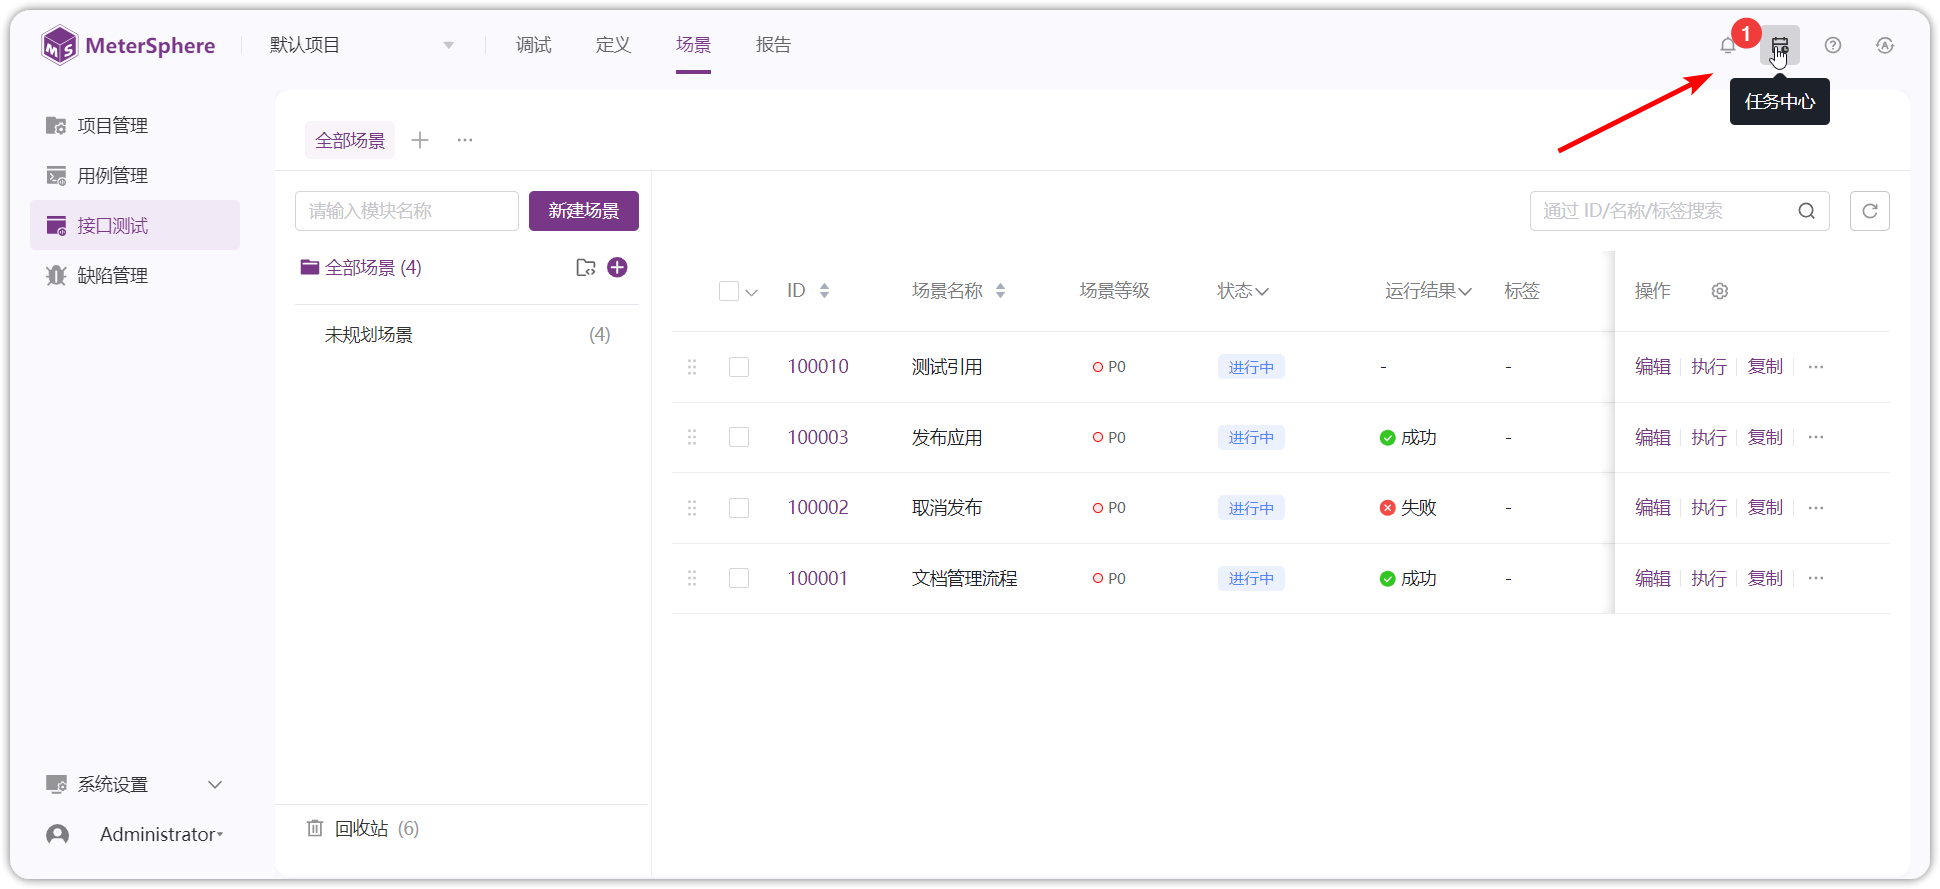 MeterSphere
默认项目
调试
定义
场景
报告
1
任务中心
项目管理
用例管理
接口测试
缺陷管理
系统设置
Administrator
全部场景
请输入模块名称
新建场景
全部场景 (4)
未规划场景 (4)
回收站 (6)
通过 ID/名称/标签搜索
ID 场景名称 场景等级 状态 运行结果 标签 操作
100010 测试引用 P0 进行中 - - 编辑 执行 复制 ···
100003 发布应用 P0 进行中 成功 - 编辑 执行 复制 ···
100002 取消发布 P0 进行中 失败 - 编辑 执行 复制 ···
100001 文档管理流程 P0 进行中 成功 - 编辑 执行 复制 ···